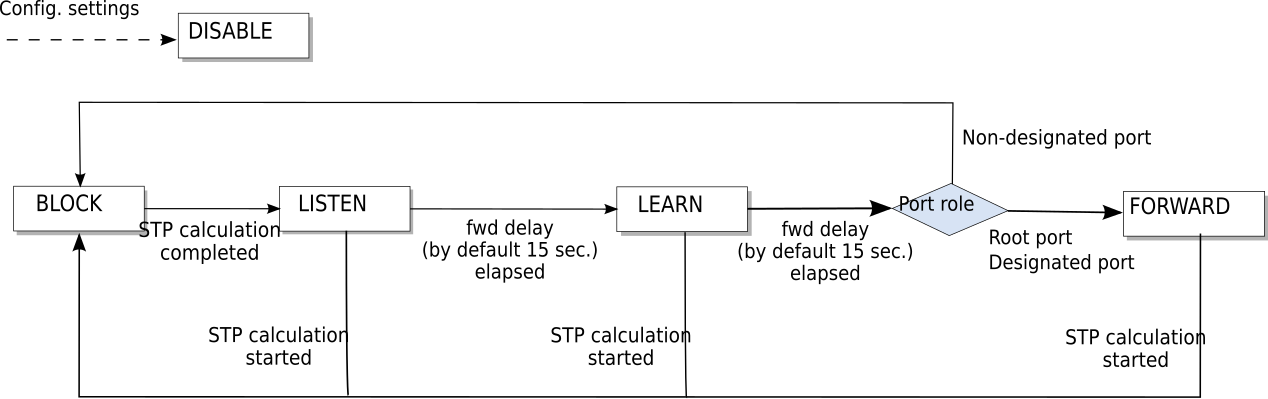 Config. settings
DISABLE
Non-designated port
BLOCK
LISTEN
LEARN
Port role
FORWARD
STP calculation
completed
fwd delay
(by default 15 sec.)
elapsed
fwd delay
(by default 15 sec.)
elapsed
Root port
Designated port
STP calculation
started
STP calculation
started
STP calculation
started